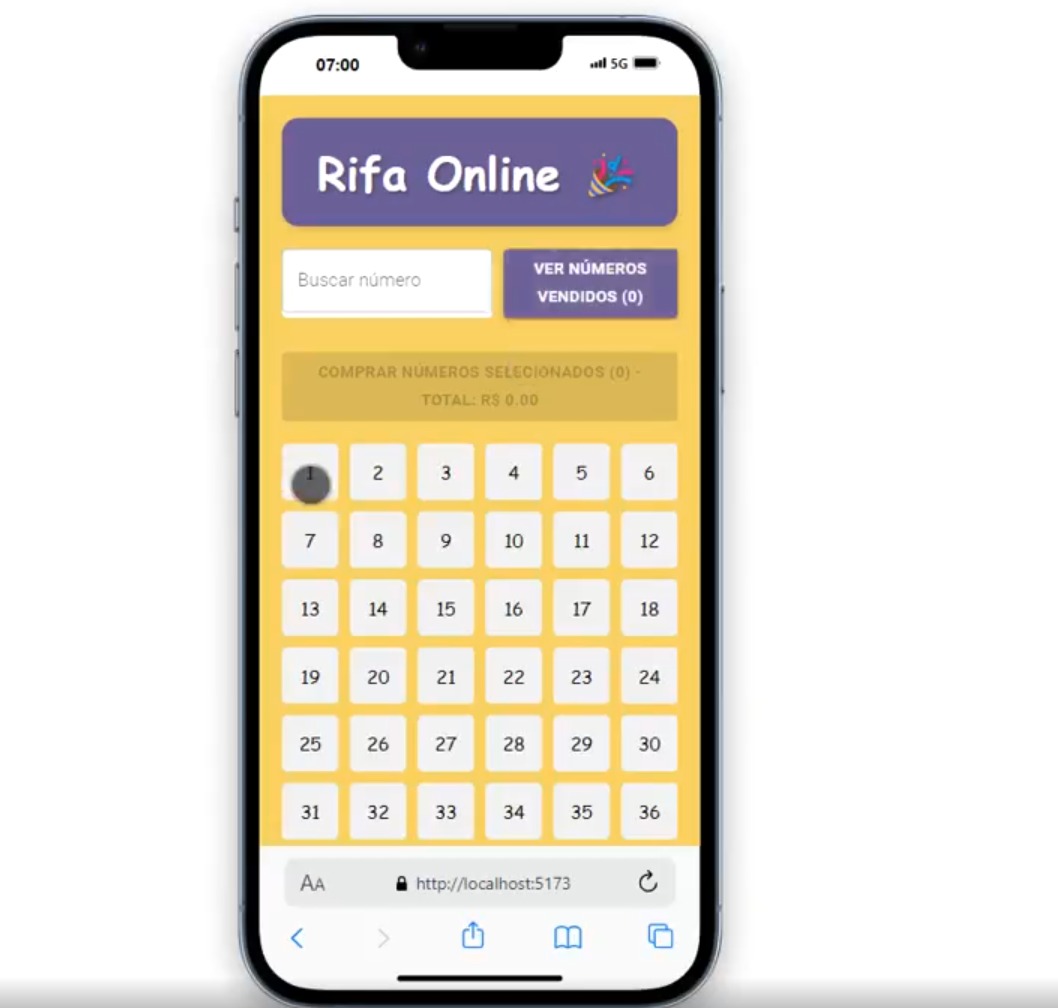 07:00
5G
Rifa Online
Buscar número
VER NÚMEROS
VENDIDOS (0)
COMPRAR NÚMEROS SELECIONADOS (0) -
TOTAL: R$ 0.00
1 2 3 4 5 6
7 8 9 10 11 12
13 14 15 16 17 18
19 20 21 22 23 24
25 26 27 28 29 30
31 32 33 34 35 36
AA http://localhost:5173